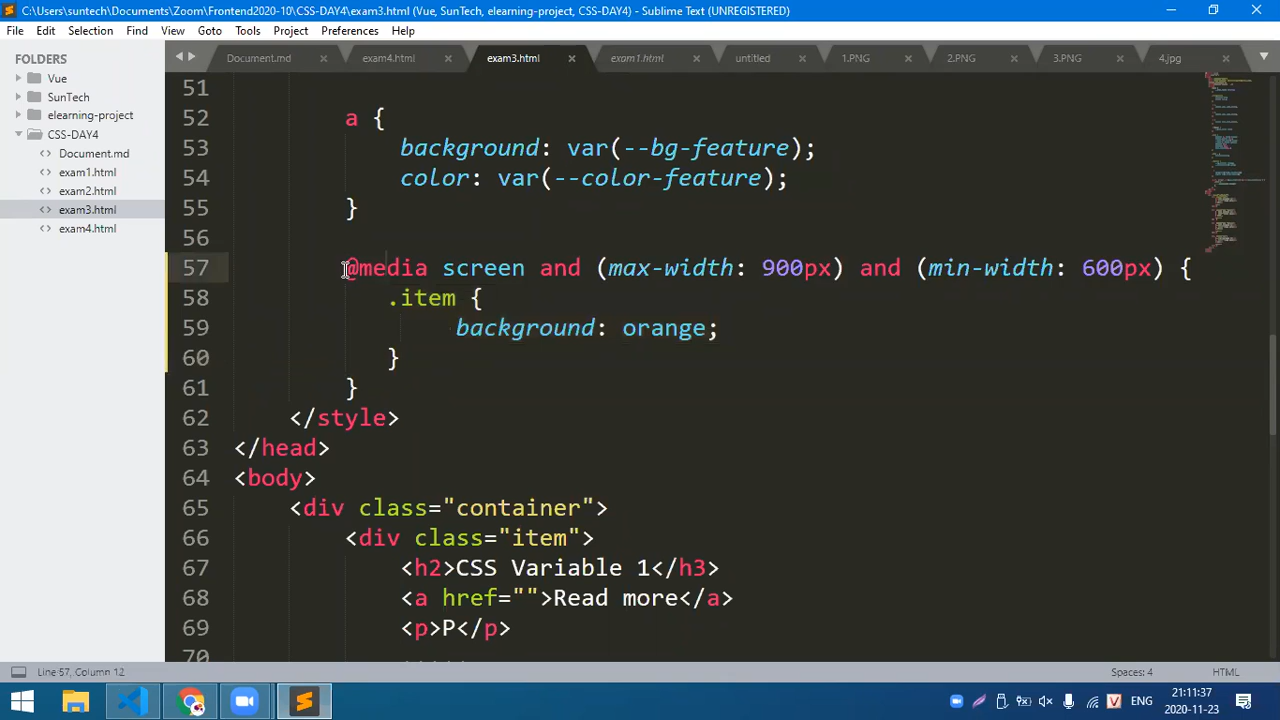 C:\Users\suntech\Documents\Zoom\Frontend2020-10\CSS-DAY4\exam3.html (Vue, SunTech, elearning-project, CSS-DAY4) - Sublime Text (UNREGISTERED)
File Edit Selection Find View Goto Tools Project Preferences Help
FOLDERS
Vue
SunTech
elearning-project
CSS-DAY4
Document.md
exam1.html
exam2.html
exam3.html
exam4.html
Document.md exam4.html exam3.html exam1.html untitled 1.PNG 2.PNG 3.PNG 4.jpg
51
52 a {
53 background: var(--bg-feature);
54 color: var(--color-feature);
55 }
56
57 @media screen and (max-width: 900px) and (min-width: 600px) {
58 .item {
59 background: orange;
60 }
61 }
62 </style>
63 </head>
64 <body>
65 <div class="container">
66 <div class="item">
67 <h2>CSS Variable 1</h3>
68 <a href="">Read more</a>
69 <p>P</p>
70
Line 57, Column 12 Spaces: 4 HTML
V ENG 21:11:37
2020-11-23